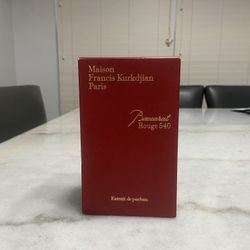 Maison
Francis Kurkdjian
Paris
Baccarat
Rouge 540
Extrait de parfum